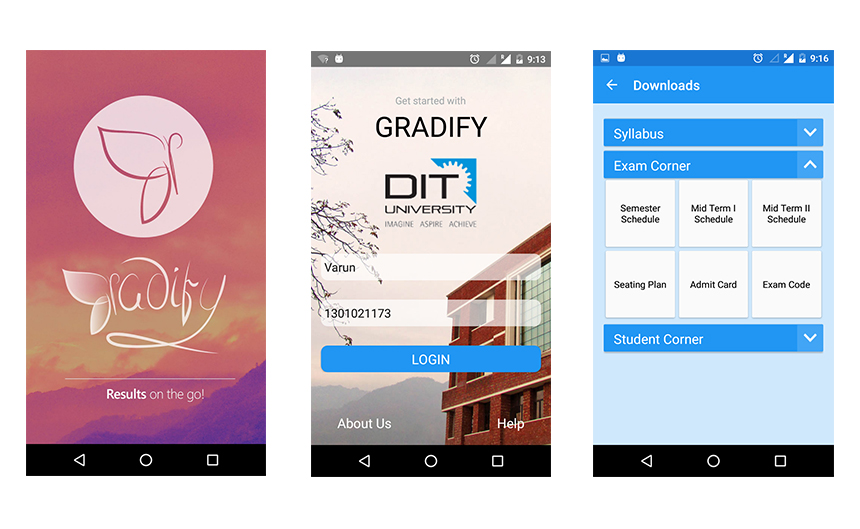 Gradify
Results on the go!
9:13
Get started with
GRADIFY
DIT
UNIVERSITY
IMAGINE ASPIRE ACHIEVE
Varun
1301021173
LOGIN
About Us
Help
9:16
Downloads
Syllabus
Exam Corner
Semester
Schedule
Mid Term I
Schedule
Mid Term II
Schedule
Seating Plan
Admit Card
Exam Code
Student Corner